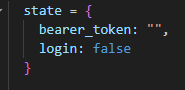 state = {
  bearer_token: "",
  login: false
}